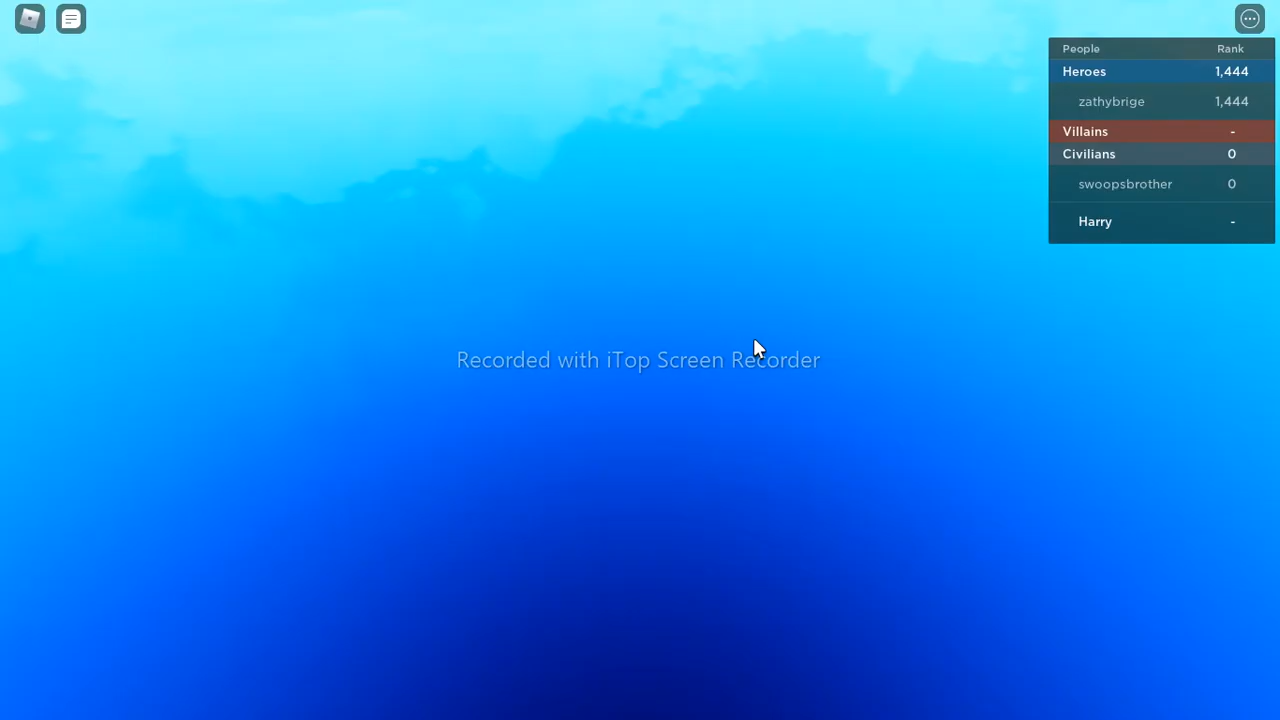 People Rank
Heroes 1,444
zathybrige 1,444
Villains -
Civilians 0
swoopsbrother 0
Harry -
Recorded with iTop Screen Recorder